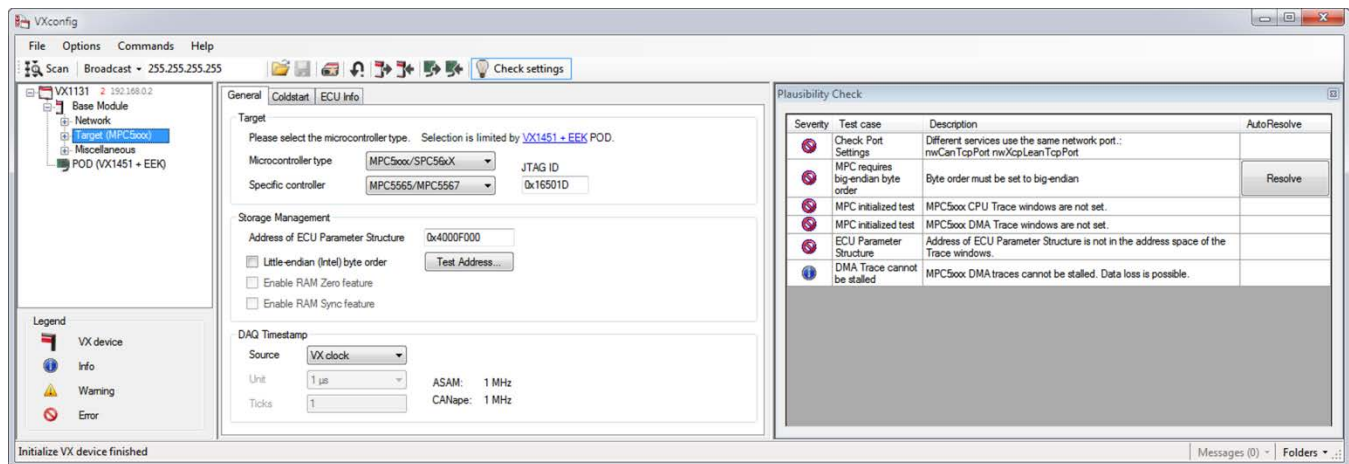 VXconfig
File Options Commands Help
Scan Broadcast 255.255.255.255 Check settings
VX1131 2 192.168.0.2
Base Module
Network
Target (MPC5xxx)
Miscellaneous
POD (VX1451 + EEK)
Legend
VX device
Info
Warning
Error
General Coldstart ECU Info
Target
Please select the microcontroller type. Selection is limited by VX1451 + EEK POD.
Microcontroller type MPC5xxx/SPC56xX JTAG ID
Specific controller MPC5565/MPC5567 0x16501D
Storage Management
Address of ECU Parameter Structure 0x4000F000
Little-endian (Intel) byte order Test Address...
Enable RAM Zero feature
Enable RAM Sync feature
DAQ Timestamp
Source VX clock
Unit 1 µs ASAM: 1 MHz
Ticks 1 CANape: 1 MHz
Plausibility Check
Severity Test case Description AutoResolve
Check Port Settings Different services use the same network port.:
nwCanTcpPort nwXcpLeanTcpPort
MPC requires big-endian byte order Byte order must be set to big-endian Resolve
MPC initialized test MPC5xxx CPU Trace windows are not set.
MPC initialized test MPC5xxx DMA Trace windows are not set.
ECU Parameter Structure Address of ECU Parameter Structure is not in the address space of the
Trace windows.
DMA Trace cannot be stalled MPC5xxx DMA traces cannot be stalled. Data loss is possible.
Initialize VX device finished Messages (0) Folders